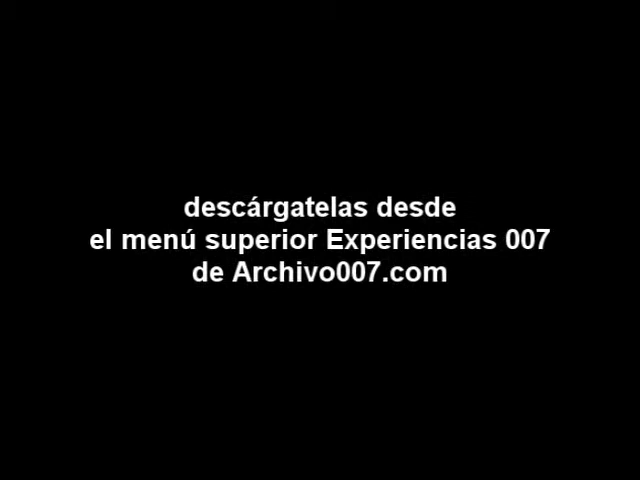 descárgatelas desde
el menú superior Experiencias 007
de Archivo007.com